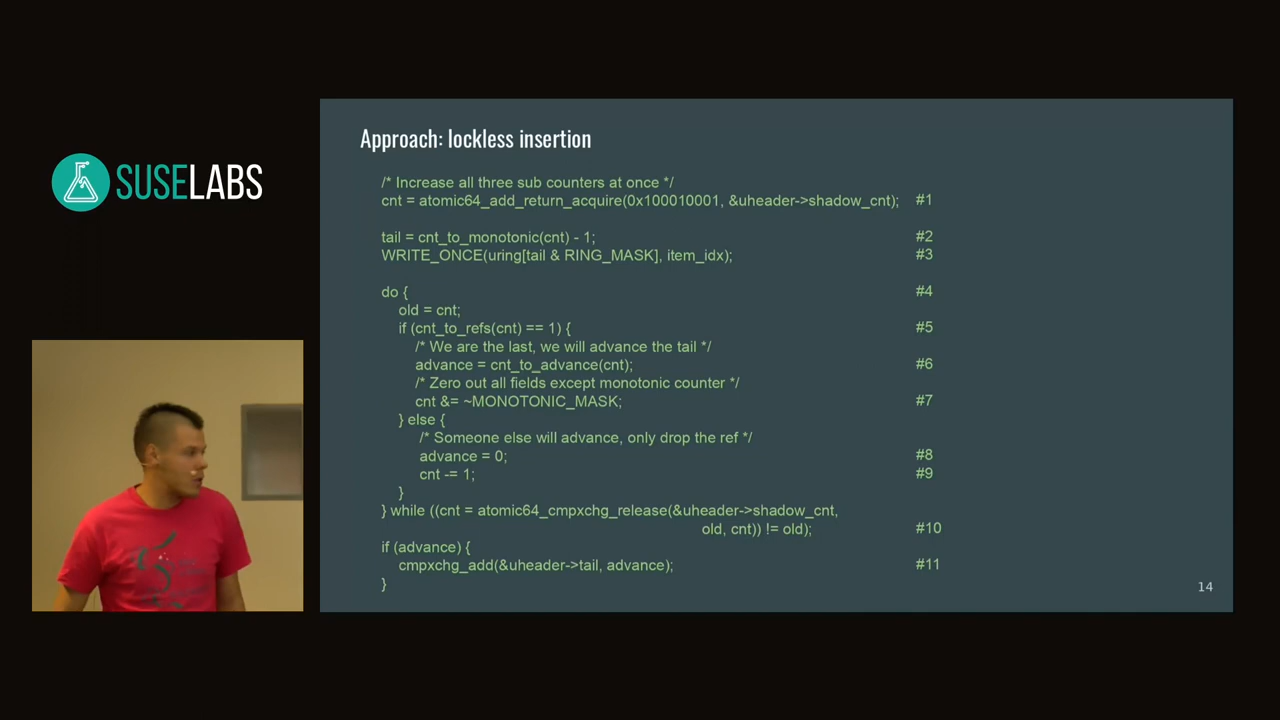 SUSELABS
Approach: lockless insertion
/* Increase all three sub counters at once */
cnt = atomic64_add_return_acquire(0x100010001, &uheader->shadow_cnt); #1
tail = cnt_to_monotonic(cnt) - 1; #2
WRITE_ONCE(uring[tail & RING_MASK], item_idx); #3
do { #4
old = cnt;
if (cnt_to_refs(cnt) == 1) { #5
/* We are the last, we will advance the tail */
advance = cnt_to_advance(cnt); #6
/* Zero out all fields except monotonic counter */
cnt &= ~MONOTONIC_MASK; #7
} else {
/* Someone else will advance, only drop the ref */
advance = 0; #8
cnt -= 1; #9
}
} while ((cnt = atomic64_cmpxchg_release(&uheader->shadow_cnt,
old, cnt)) != old); #10
if (advance) {
cmpxchg_add(&uheader->tail, advance); #11
}
14